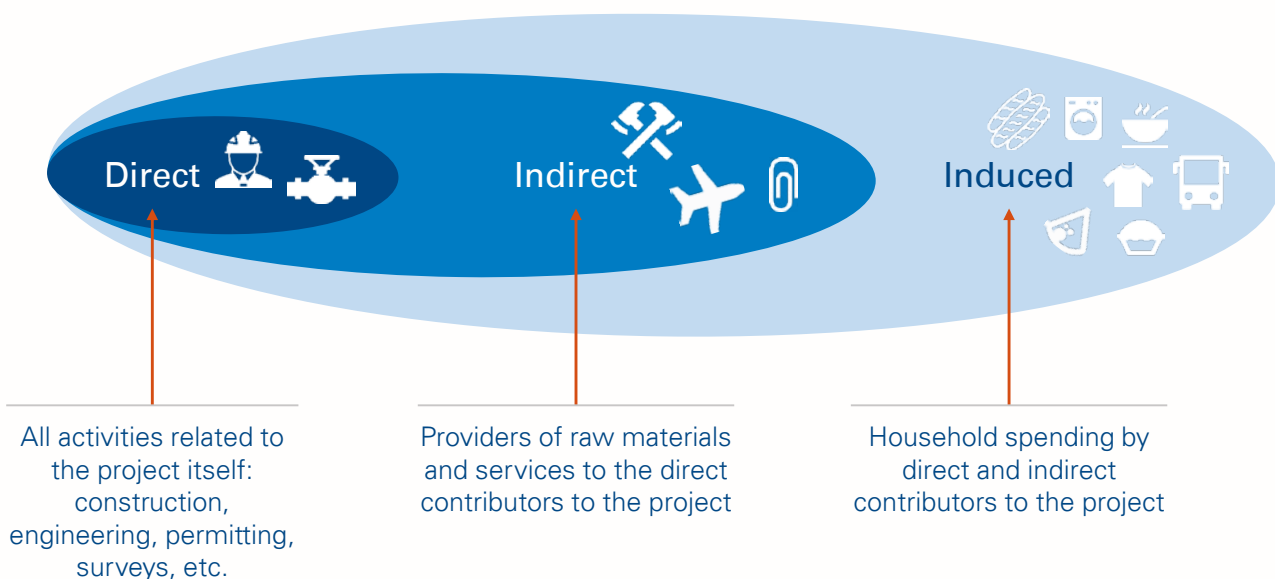 Direct
Indirect
Induced
All activities related to
the project itself:
construction,
engineering, permitting,
surveys, etc.
Providers of raw materials
and services to the direct
contributors to the project
Household spending by
direct and indirect
contributors to the project